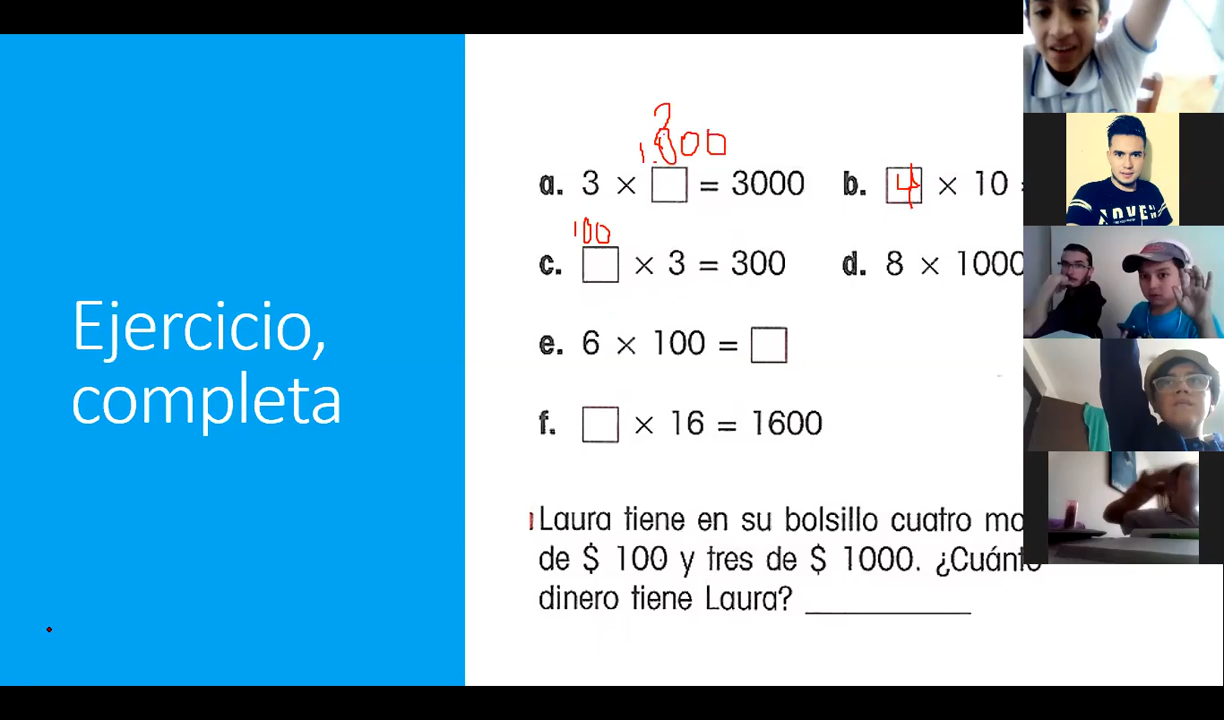 Ejercicio,
completa
1.000
a. 3 × □ = 3000
b. 4 × 10
100
c. □ × 3 = 300
d. 8 × 1000
e. 6 × 100 = □
f. □ × 16 = 1600
Laura tiene en su bolsillo cuatro mo
de $ 100 y tres de $ 1000. ¿Cuánto
dinero tiene Laura?